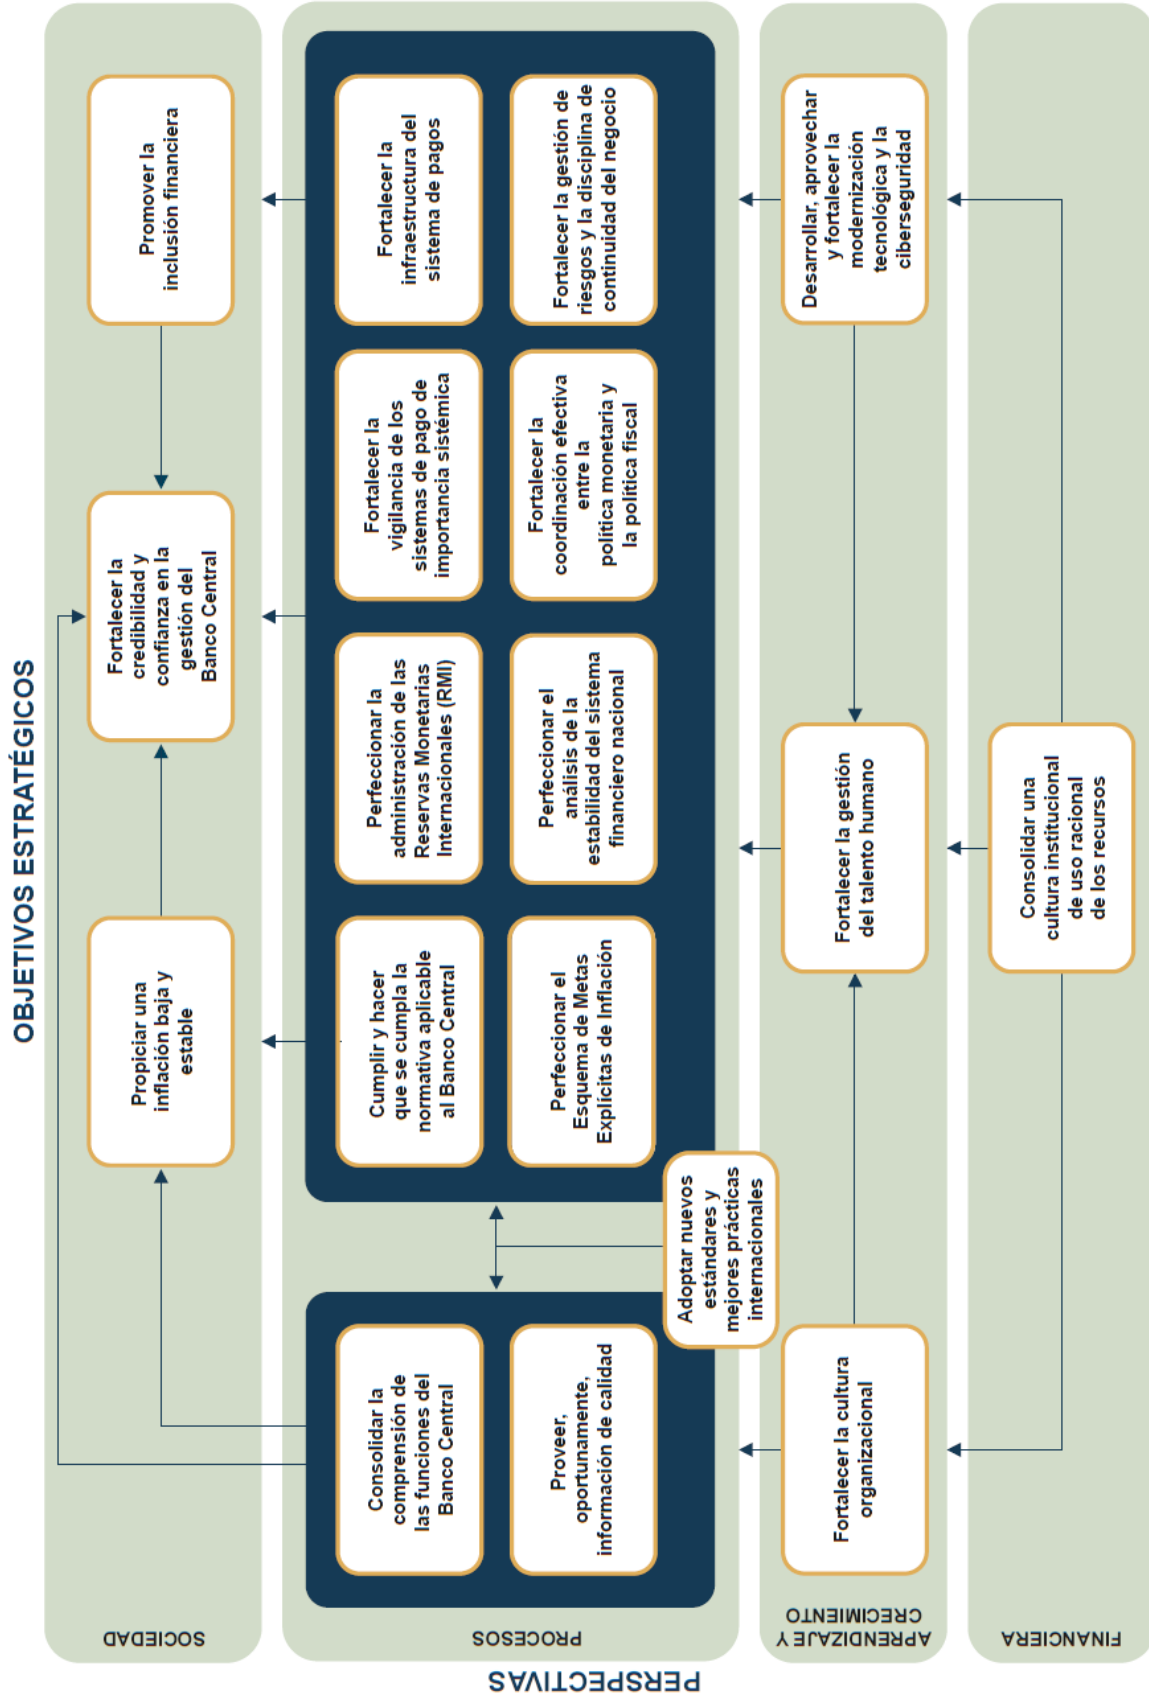 OBJETIVOS ESTRATÉGICOS
PERSPECTIVAS
SOCIEDAD
Propiciar una
inflación baja y
estable
Fortalecer la
credibilidad y
confianza en la
gestión del
Banco Central
Promover la
inclusión financiera
PROCESOS
Consolidar la
comprensión de
las funciones del
Banco Central
Proveer,
oportunamente,
información de calidad
Cumplir y hacer
que se cumpla la
normativa aplicable
al Banco Central
Perfeccionar la
administración de las
Reservas Monetarias
Internacionales (RMI)
Fortalecer la
vigilancia de los
sistemas de pago de
importancia sistémica
Fortalecer la
infraestructura del
sistema de pagos
Perfeccionar el
Esquema de Metas
Explícitas de Inflación
Perfeccionar el
análisis de la
estabilidad del sistema
financiero nacional
Fortalecer la
coordinación efectiva
entre la
política monetaria y
la política fiscal
Fortalecer la gestión de
riesgos y la disciplina de
continuidad del negocio
Adoptar nuevos
estándares y
mejores prácticas
internacionales
APRENDIZAJE Y
CRECIMIENTO
Fortalecer la cultura
organizacional
Fortalecer la gestión
del talento humano
Desarrollar, aprovechar
y fortalecer la
modernización
tecnológica y la
ciberseguridad
FINANCIERA
Consolidar una
cultura institucional
de uso racional
de los recursos